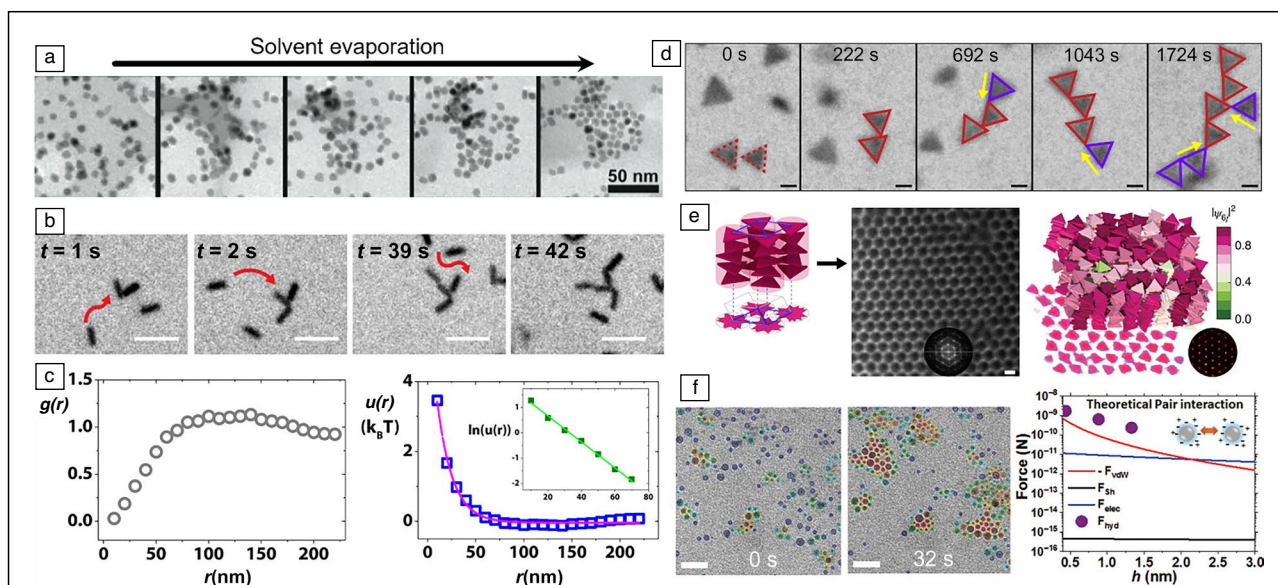 a
Solvent evaporation
50 nm
b
t = 1 s
t = 2 s
t = 39 s
t = 42 s
c
g(r)
1.5
1.0
0.5
0.0
0 50 100 150 200
r(nm)
u(r)
(kBT)
4
2
0
0 50 100 150 200
r(nm)
ln(u(r))
1
0
-1
-2
0 20 40 60 80
d
0 s
222 s
692 s
1043 s
1724 s
e
|ψ6j|²
0.8
0.4
0.0
f
0 s
32 s
Theoretical Pair interaction
Force (N)
10⁻⁸
10⁻⁹
10⁻¹⁰
10⁻¹¹
10⁻¹²
10⁻¹³
10⁻¹⁴
10⁻¹⁵
10⁻¹⁶
- FvdW
FSh
Felec
Fhyd
0.5 1.0 1.5 2.0 2.5 3.0
h (nm)